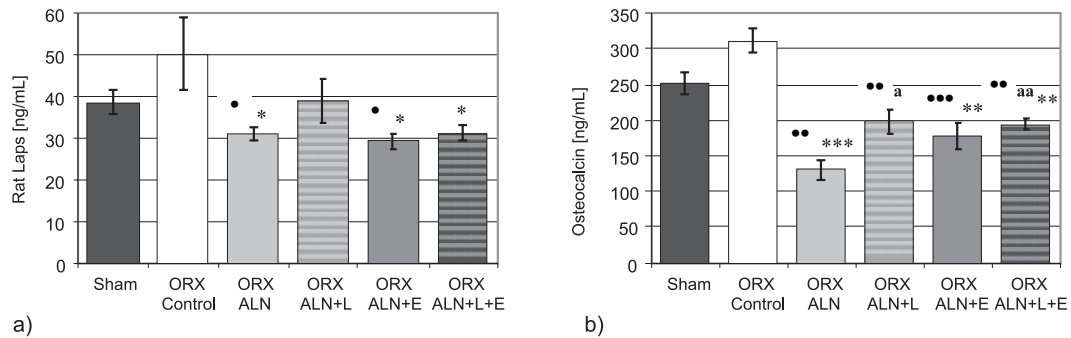 60
50
40
30
20
10
0
Rat Laps [ng/mL]
•
*
•
*
*
Sham
ORX
Control
ORX
ALN
ORX
ALN+L
ORX
ALN+E
ORX
ALN+L+E
a)
350
300
250
200
150
100
50
0
Osteocalcin [ng/mL]
••
***
••
a
•••
**
••
aa
**
Sham
ORX
Control
ORX
ALN
ORX
ALN+L
ORX
ALN+E
ORX
ALN+L+E
b)